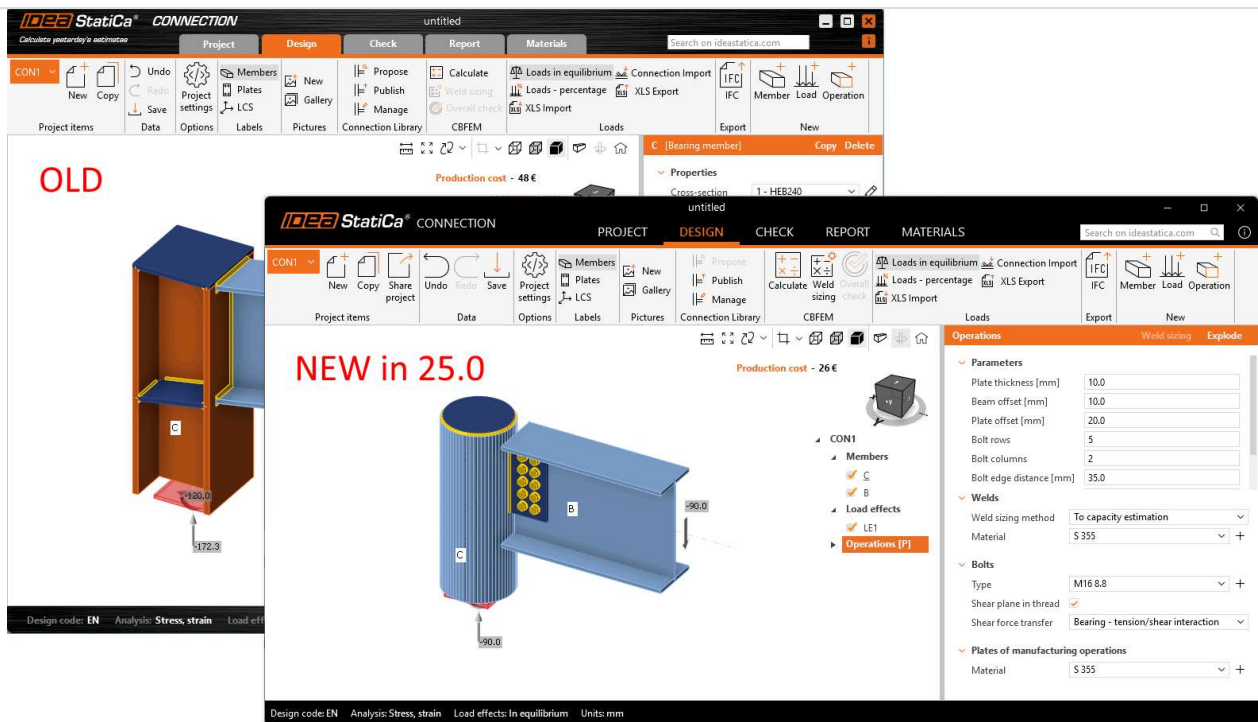 IDEA StatiCa® CONNECTION
untitled
Calculate yesterday's estimates
Project Design Check Report Materials
Search on ideastatica.com
i
CON1
New Copy
Undo
Redo
Save
Project settings
Members
Plates
LCS
New
Gallery
Propose
Publish
Manage
Calculate
Weld sizing
Overall check
Loads in equilibrium
Loads - percentage
XLS Import
Connection Import
XLS Export
IFC
IFC
Member Load Operation
Project items Data Options Labels Pictures Connection Library CBFEM Loads Export New
OLD
Production cost - 48 €
C [Bearing member] Copy Delete
Properties
Cross-section 1 - HEB240
C
-120.0
-172.3
Design code: EN Analysis: Stress, strain Load eff
untitled
IDEA StatiCa® CONNECTION
PROJECT DESIGN CHECK REPORT MATERIALS
Search on ideastatica.com
CON1
New Copy Share project
Undo Redo Save
Project settings
Members
Plates
LCS
New
Gallery
Propose
Publish
Manage
Calculate Weld sizing Overall check
Loads in equilibrium
Loads - percentage
XLS Import
Connection Import
XLS Export
IFC
IFC
Member Load Operation
Project items Data Options Labels Pictures Connection Library CBFEM Loads Export New
NEW in 25.0
Production cost - 26 €
C
B
-90.0
-90.0
CON1
Members
C
B
Load effects
LE1
Operations [P]
Operations Weld sizing Explode
Parameters
Plate thickness [mm] 10.0
Beam offset [mm] 10.0
Plate offset [mm] 20.0
Bolt rows 5
Bolt columns 2
Bolt edge distance [mm] 35.0
Welds
Weld sizing method To capacity estimation
Material S 355
Bolts
Type M16 8.8
Shear plane in thread
Shear force transfer Bearing - tension/shear interaction
Plates of manufacturing operations
Material S 355
Design code: EN Analysis: Stress, strain Load effects: In equilibrium Units: mm